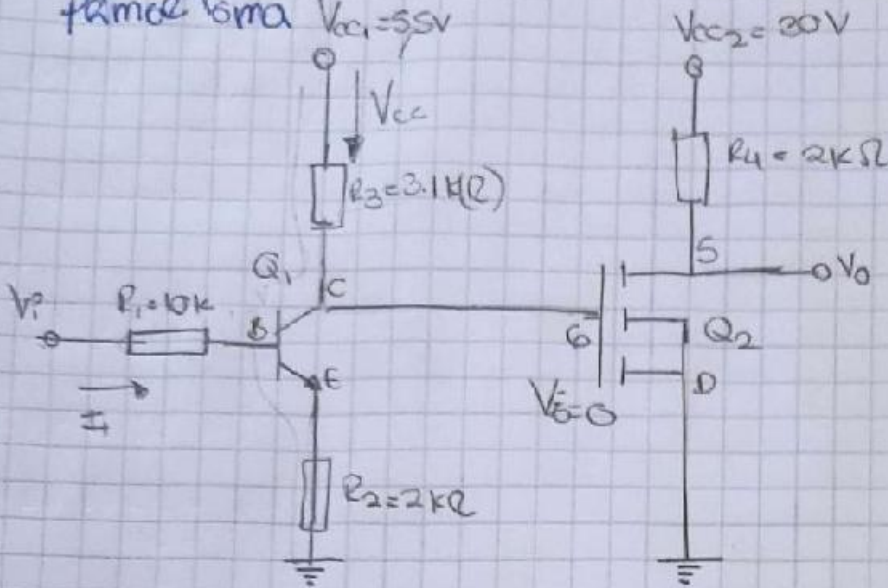 Vcc1=5,5V
Vcc2=30V
Vcc
R4=2kΩ
R3=3.1k(Ω)
Q1
C
S
Vo
Vi
R1=10k
B
G
Q2
E
D
I
VG=0
R2=2kΩ